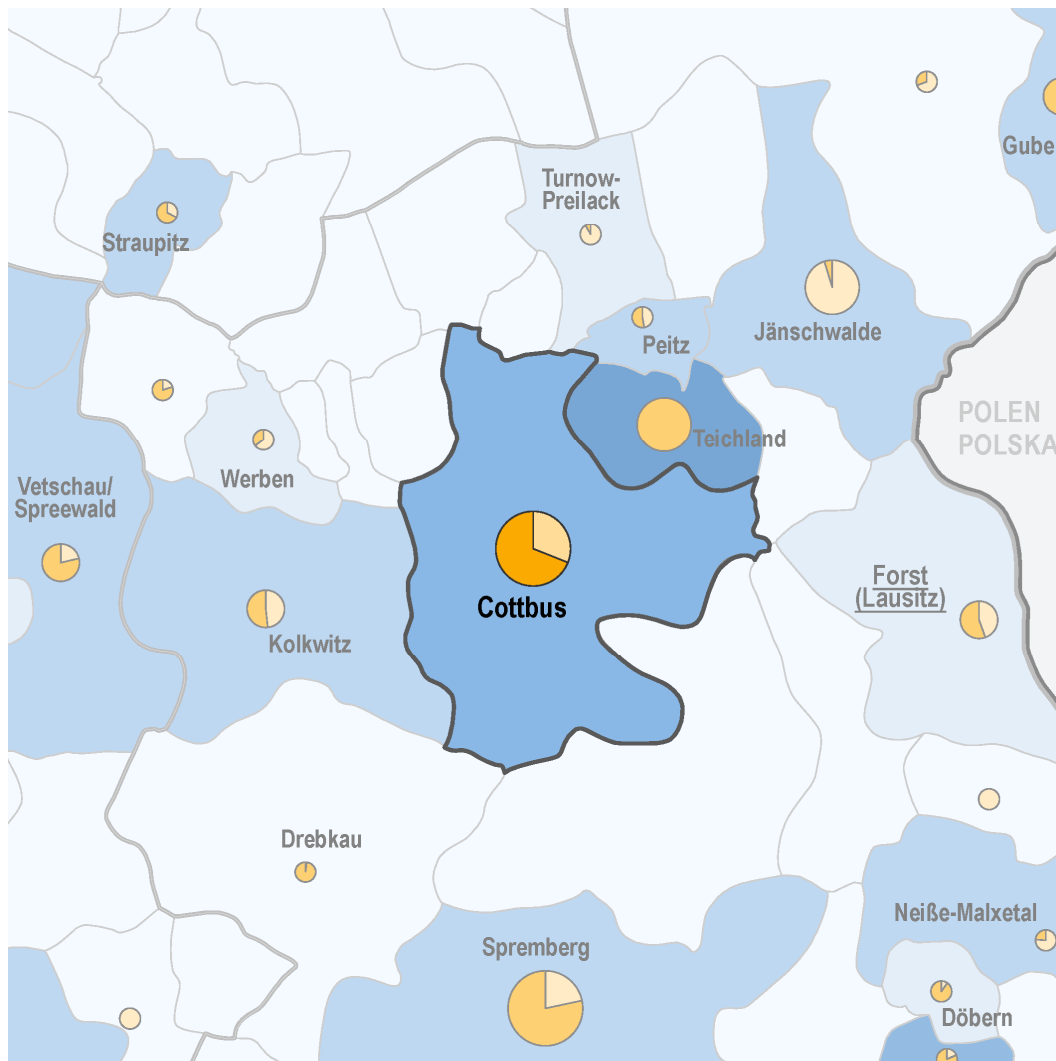 Gube
Turnow-
Preilack
Straupitz
Jänschwalde
Peitz
POLEN
POLSKA
Teichland
Werben
Vetschau/
Spreewald
Forst
(Lausitz)
Cottbus
Kolkwitz
Drebkau
Neiße-Malxetal
Spremberg
Döbern